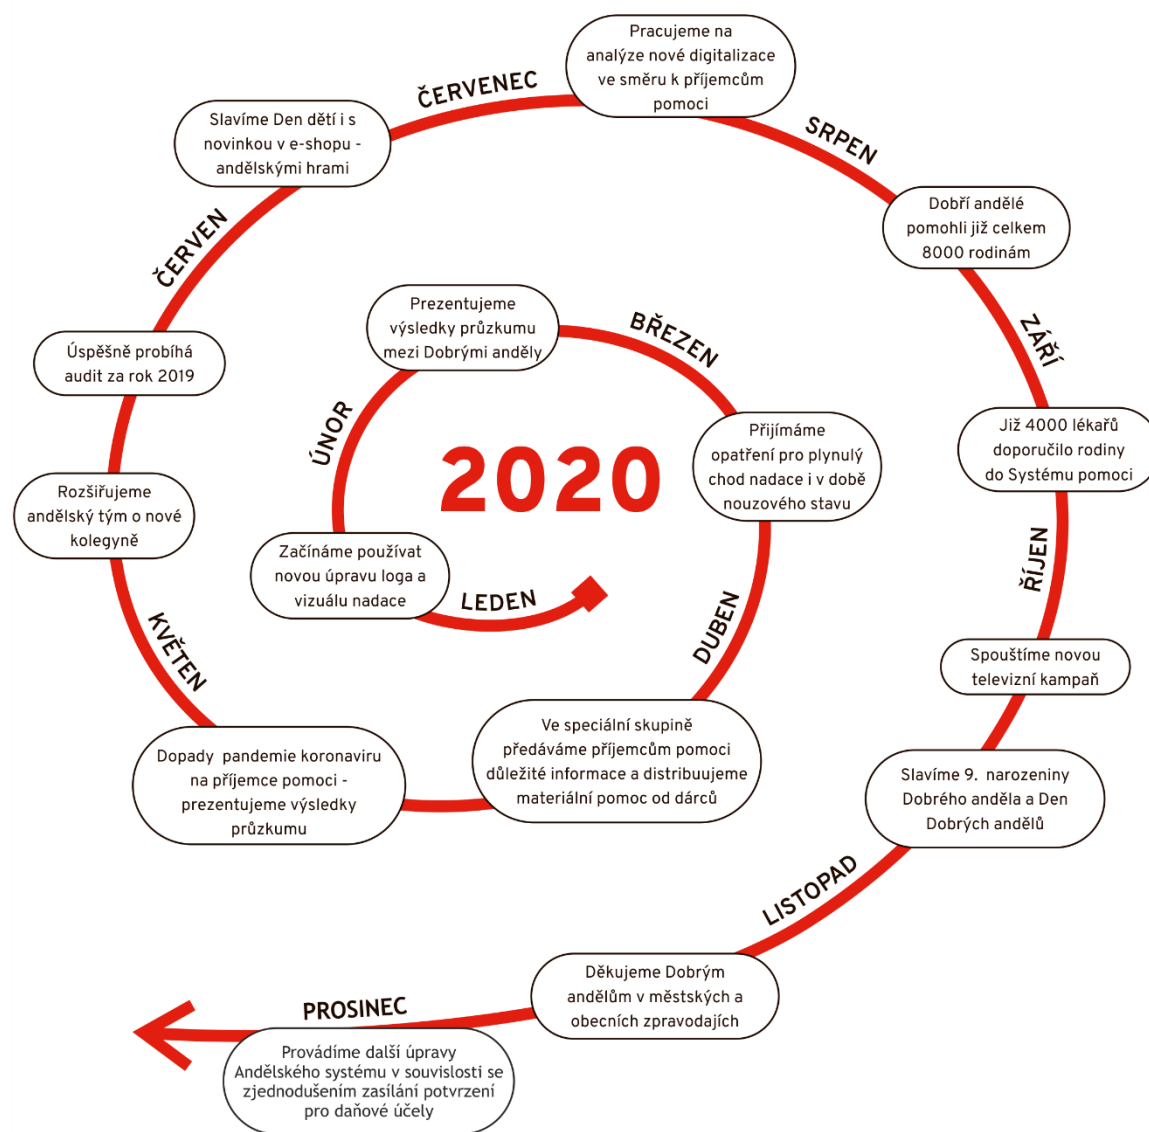 2020
LEDEN
Začínáme používat
novou úpravu loga a
vizuálu nadace
ÚNOR
Prezentujeme
výsledky průzkumu
mezi Dobrými anděly
BŘEZEN
Přijímáme
opatření pro plynulý
chod nadace i v době
nouzového stavu
DUBEN
Ve speciální skupině
předáváme příjemcům pomoci
důležité informace a distribuujeme
materiální pomoc od dárců
Dopady pandemie koronaviru
na příjemce pomoci -
prezentujeme výsledky
průzkumu
KVĚTEN
Rozšiřujeme
andělský tým o nové
kolegyně
Úspěšně probíhá
audit za rok 2019
ČERVEN
Slavíme Den dětí i s
novinkou v e-shopu -
andělskými hrami
ČERVENEC
Pracujeme na
analýze nové digitalizace
ve směru k příjemcům
pomoci
SRPEN
Dobří andělé
pomohli již celkem
8000 rodinám
ZÁŘÍ
Již 4000 lékařů
doporučilo rodiny
do Systému pomoci
ŘÍJEN
Spouštíme novou
televizní kampaň
Slavíme 9. narozeniny
Dobrého anděla a Den
Dobrých andělů
LISTOPAD
Děkujeme Dobrým
andělům v městských a
obecních zpravodajích
PROSINEC
Provádíme další úpravy
Andělského systému v souvislosti se
zjednodušením zasílání potvrzení
pro daňové účely